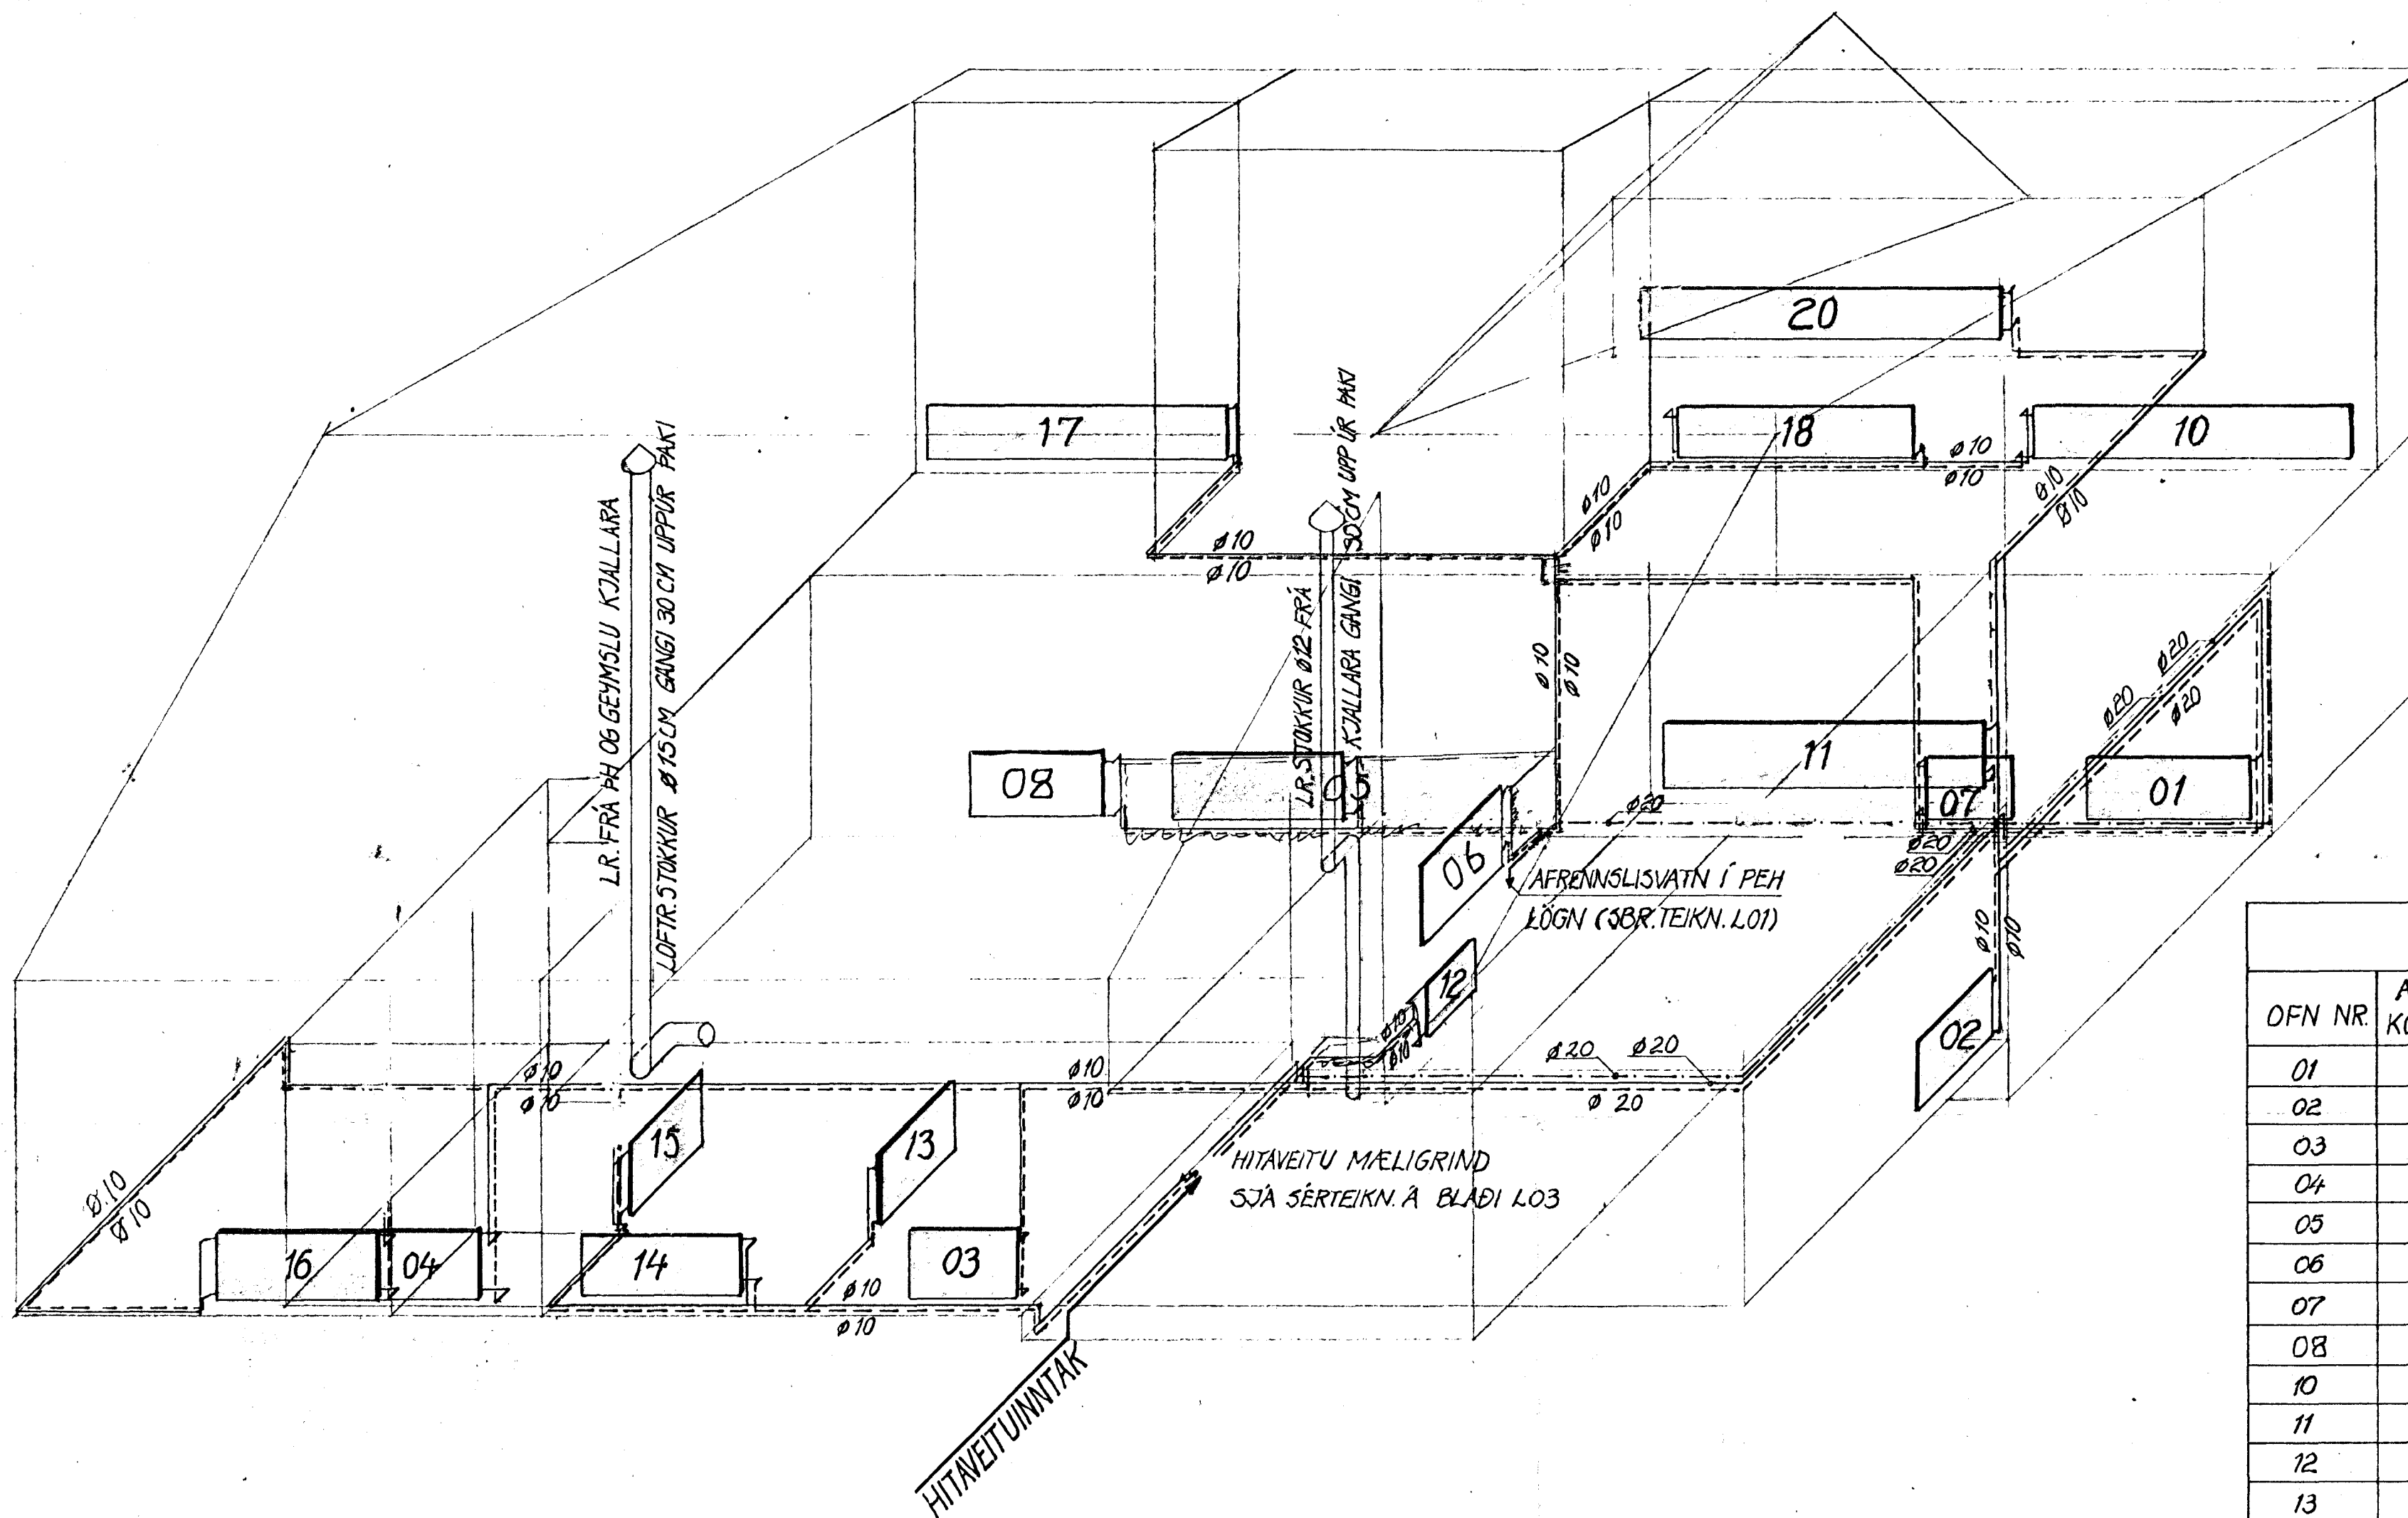 20
17
18
10
Ø10
Ø10
Ø10
Ø10
Ø10
Ø10
Ø10
Ø10
LR. FRÁ ÞH OG GEYMSLU KJALLARA
LOFTR. STOKKUR Ø15CM GANGI 30CM UPPÚR ÞAKI
LR. STOKKUR Ø12 FRÁ
KJALLARA GANGI 30CM UPP ÚR ÞAKI
Ø10
Ø10
Ø20
Ø20
Ø20
08
05
11
07
01
Ø20
Ø20
Ø20
06
AFRENNSLISVATN Í PEH
LÖGN (SBR. TEIKN. L01)
12
Ø10
Ø10
02
Ø10
Ø10
Ø10
Ø10
Ø10
Ø10
Ø20
Ø20
Ø20
15
13
HITAVEITU MÆLIGRIND
SJÁ SÉRTEIKN. Á BLAÐI L03
Ø10
Ø10
16
04
14
03
Ø10
Ø10
HITAVEITUINNTAK
OFN NR.
01
02
03
04
05
06
07
08
10
11
12
13